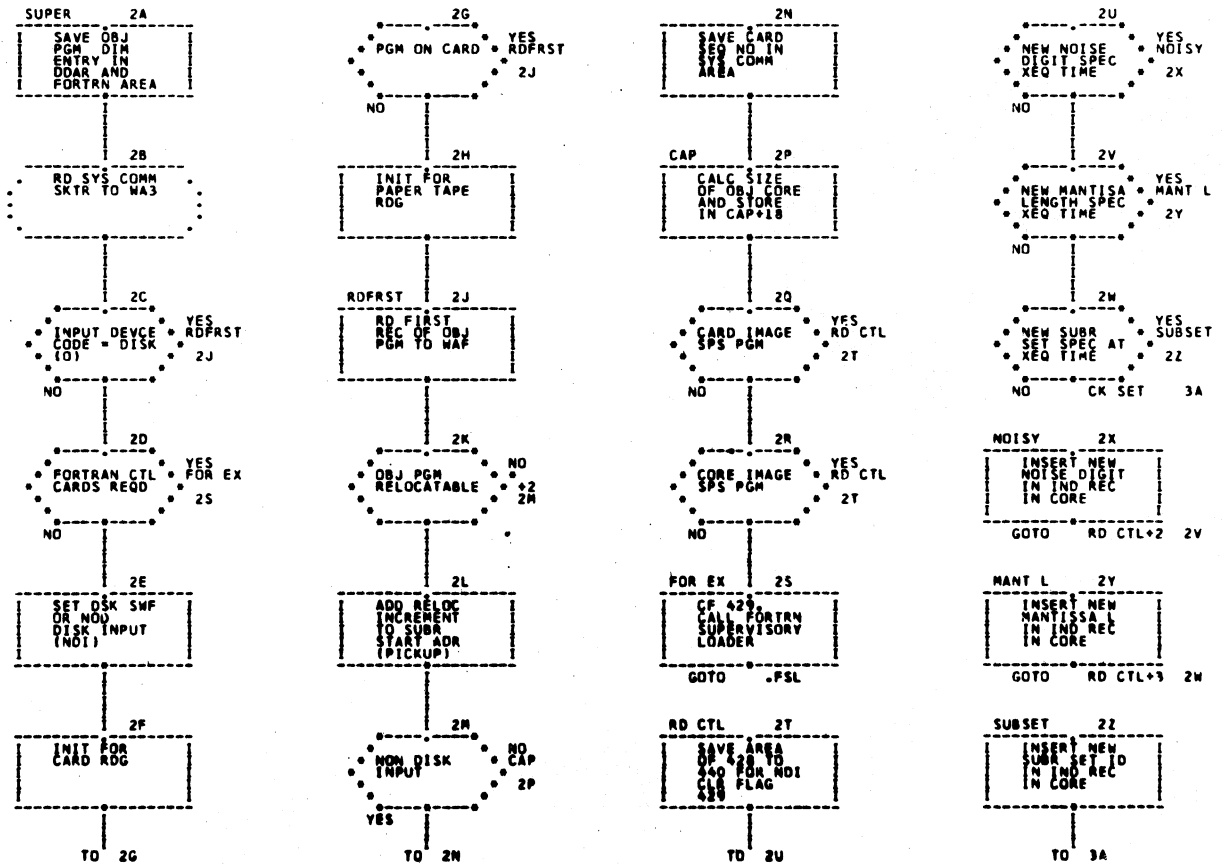 SUPER 2A
SAVE OBJ
PGM DIM
ENTRY IN
DDAR AND
FORTRN AREA
2B
RD SYS COMM
SKTR TO WA3
2C
INPUT DEVCE
CODE = DISK
(0)
YES
RDFRST
2J
NO
2D
FORTRAN CTL
CARDS REQD
YES
FOR EX
2S
NO
2E
SET DSK SWF
OR NOD
DISK INPUT
(NDI)
2F
INIT FOR
CARD RDG
TO 2G
2G
PGM ON CARD
YES
RDFRST
2J
NO
2H
INIT FOR
PAPER TAPE
RDG
RDFRST 2J
RD FIRST
REC OF OBJ
PGM TO WAF
2K
OBJ PGM
RELOCATABLE
NO
+2
2M
2L
ADD RELOC
INCREMENT
TO SUBR
START ADR
(PICKUP)
2M
NON DISK
INPUT
NO
CAP
2P
YES
TO 2N
2N
SAVE CARD
SEQ NO IN
SYS COMM
AREA
CAP 2P
CALC SIZE
OF OBJ CORE
AND STORE
IN CAP+18
2Q
CARD IMAGE
SPS PGM
YES
RD CTL
2T
NO
2R
CORE IMAGE
SPS PGM
YES
RD CTL
2T
NO
FOR EX 2S
CF 429,
CALL FORTRN
SUPERVISORY
LOADER
GOTO .FSL
RD CTL 2T
SAVE AREA
OF 428 TO
440 FOR NDI
CLR FLAG
429
TO 2U
2U
NEW NOISE
DIGIT SPEC
XEQ TIME
YES
NOISY
2X
NO
2V
NEW MANTISA
LENGTH SPEC
XEQ TIME
YES
MANT L
2Y
NO
2W
NEW SUBR
SET SPEC AT
XEQ TIME
YES
SUBSET
2Z
NO CK SET 3A
NOISY 2X
INSERT NEW
NOISE DIGIT
IN IND REC
IN CORE
GOTO RD CTL+2 2V
MANT L 2Y
INSERT NEW
MANTISSA L
IN IND REC
IN CORE
GOTO RD CTL+3 2W
SUBSET 2Z
INSERT NEW
SUBR SET ID
IN IND REC
IN CORE
TO 3A